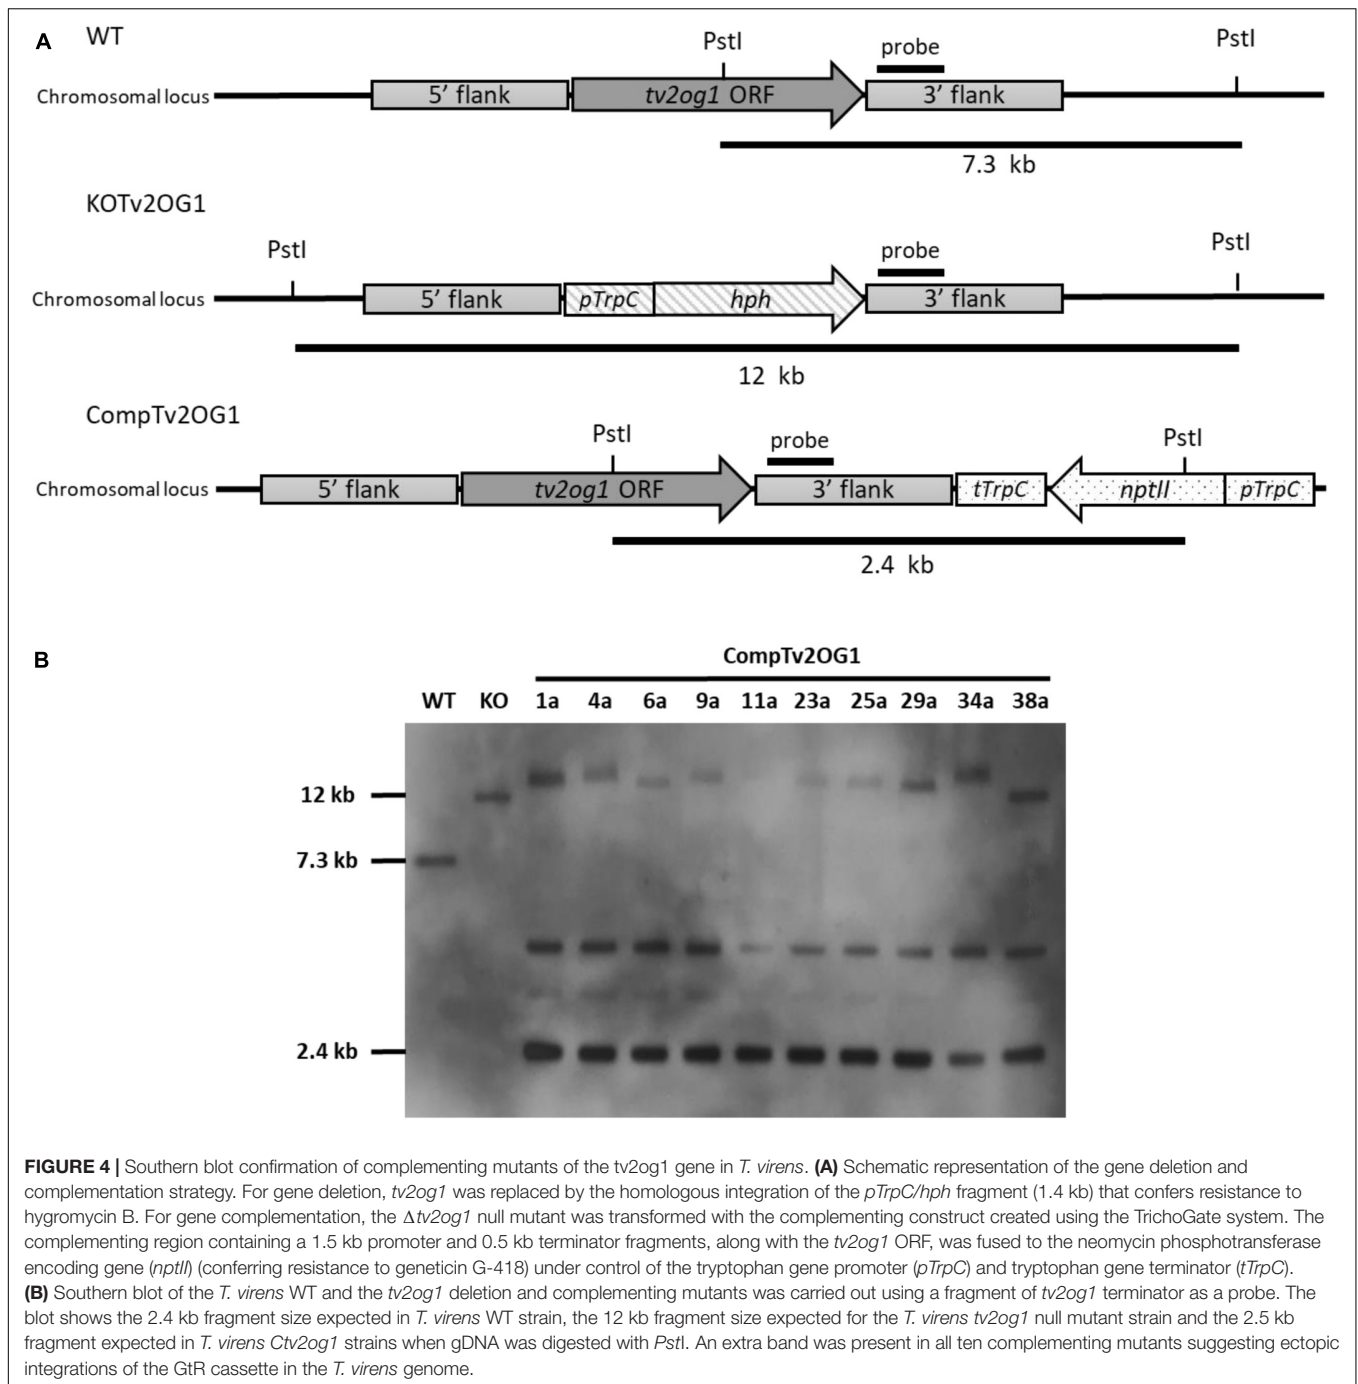 A
WT
PstI
probe
PstI
Chromosomal locus
5’ flank
tv2og1 ORF
3’ flank
7.3 kb
KOTv2OG1
PstI
probe
PstI
Chromosomal locus
5’ flank
pTrpC
hph
3’ flank
12 kb
CompTv2OG1
PstI
probe
PstI
Chromosomal locus
5’ flank
tv2og1 ORF
3’ flank
tTrpC
nptII
pTrpC
2.4 kb
B
CompTv2OG1
WT KO 1a 4a 6a 9a 11a 23a 25a 29a 34a 38a
12 kb
7.3 kb
2.4 kb
FIGURE 4 | Southern blot confirmation of complementing mutants of the tv2og1 gene in T. virens. (A) Schematic representation of the gene deletion and
complementation strategy. For gene deletion, tv2og1 was replaced by the homologous integration of the pTrpC/hph fragment (1.4 kb) that confers resistance to
hygromycin B. For gene complementation, the Δtv2og1 null mutant was transformed with the complementing construct created using the TrichoGate system. The
complementing region containing a 1.5 kb promoter and 0.5 kb terminator fragments, along with the tv2og1 ORF, was fused to the neomycin phosphotransferase
encoding gene (nptII) (conferring resistance to geneticin G-418) under control of the tryptophan gene promoter (pTrpC) and tryptophan gene terminator (tTrpC).
(B) Southern blot of the T. virens WT and the tv2og1 deletion and complementing mutants was carried out using a fragment of tv2og1 terminator as a probe. The
blot shows the 2.4 kb fragment size expected in T. virens WT strain, the 12 kb fragment size expected for the T. virens tv2og1 null mutant strain and the 2.5 kb
fragment expected in T. virens Ctv2og1 strains when gDNA was digested with PstI. An extra band was present in all ten complementing mutants suggesting ectopic
integrations of the GtR cassette in the T. virens genome.